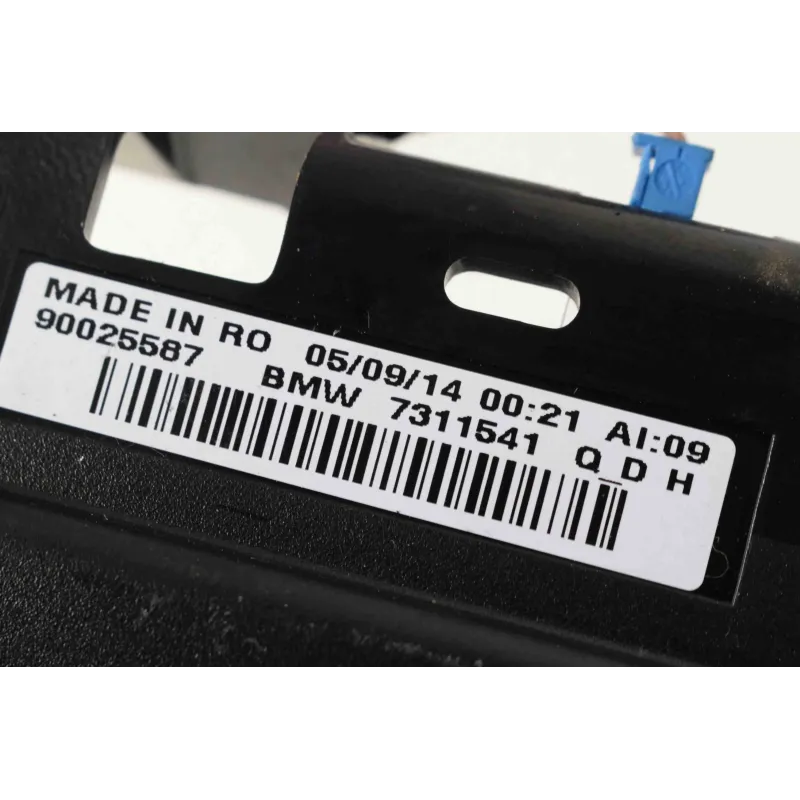 MADE IN RO 05/09/14 00:21 AI:09
90025587 BMW 7311541 Q_D H